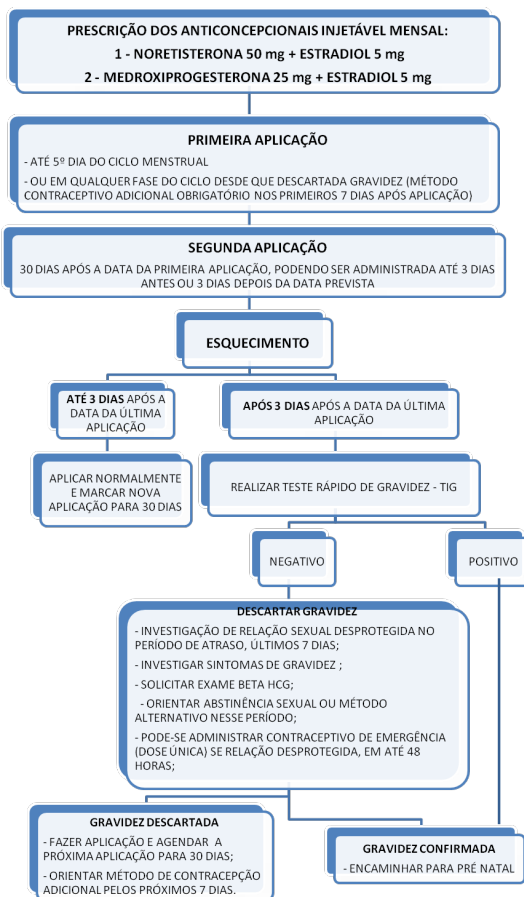 PRESCRIÇÃO DOS ANTICONCEPCIONAIS INJETÁVEL MENSAL:
1 - NORETISTERONA 50 mg + ESTRADIOL 5 mg
2 - MEDROXIPROGESTERONA 25 mg + ESTRADIOL 5 mg
PRIMEIRA APLICAÇÃO
- ATÉ 5º DIA DO CICLO MENSTRUAL
- OU EM QUALQUER FASE DO CICLO DESDE QUE DESCARTADA GRAVIDEZ (MÉTODO
CONTRACEPTIVO ADICIONAL OBRIGATÓRIO NOS PRIMEIROS 7 DIAS APÓS APLICAÇÃO)
SEGUNDA APLICAÇÃO
30 DIAS APÓS A DATA DA PRIMEIRA APLICAÇÃO, PODENDO SER ADMINISTRADA ATÉ 3 DIAS
ANTES OU 3 DIAS DEPOIS DA DATA PREVISTA
ESQUECIMENTO
ATÉ 3 DIAS APÓS A
DATA DA ÚLTIMA
APLICAÇÃO
APÓS 3 DIAS APÓS A DATA DA ÚLTIMA
APLICAÇÃO
APLICAR NORMALMENTE
E MARCAR NOVA
APLICAÇÃO PARA 30 DIAS
REALIZAR TESTE RÁPIDO DE GRAVIDEZ - TIG
NEGATIVO
POSITIVO
DESCARTAR GRAVIDEZ
- INVESTIGAÇÃO DE RELAÇÃO SEXUAL DESPROTEGIDA NO
PERÍODO DE ATRASO, ÚLTIMOS 7 DIAS;
- INVESTIGAR SINTOMAS DE GRAVIDEZ ;
- SOLICITAR EXAME BETA HCG;
- ORIENTAR ABSTINÊNCIA SEXUAL OU MÉTODO
ALTERNATIVO NESSE PERÍODO;
- PODE-SE ADMINISTRAR CONTRACEPTIVO DE EMERGÊNCIA
(DOSE ÚNICA) SE RELAÇÃO DESPROTEGIDA, EM ATÉ 48
HORAS;
GRAVIDEZ DESCARTADA
- FAZER APLICAÇÃO E AGENDAR A
PRÓXIMA APLICAÇÃO PARA 30 DIAS;
- ORIENTAR MÉTODO DE CONTRACEPÇÃO
ADICIONAL PELOS PRÓXIMOS 7 DIAS.
GRAVIDEZ CONFIRMADA
- ENCAMINHAR PARA PRÉ NATAL